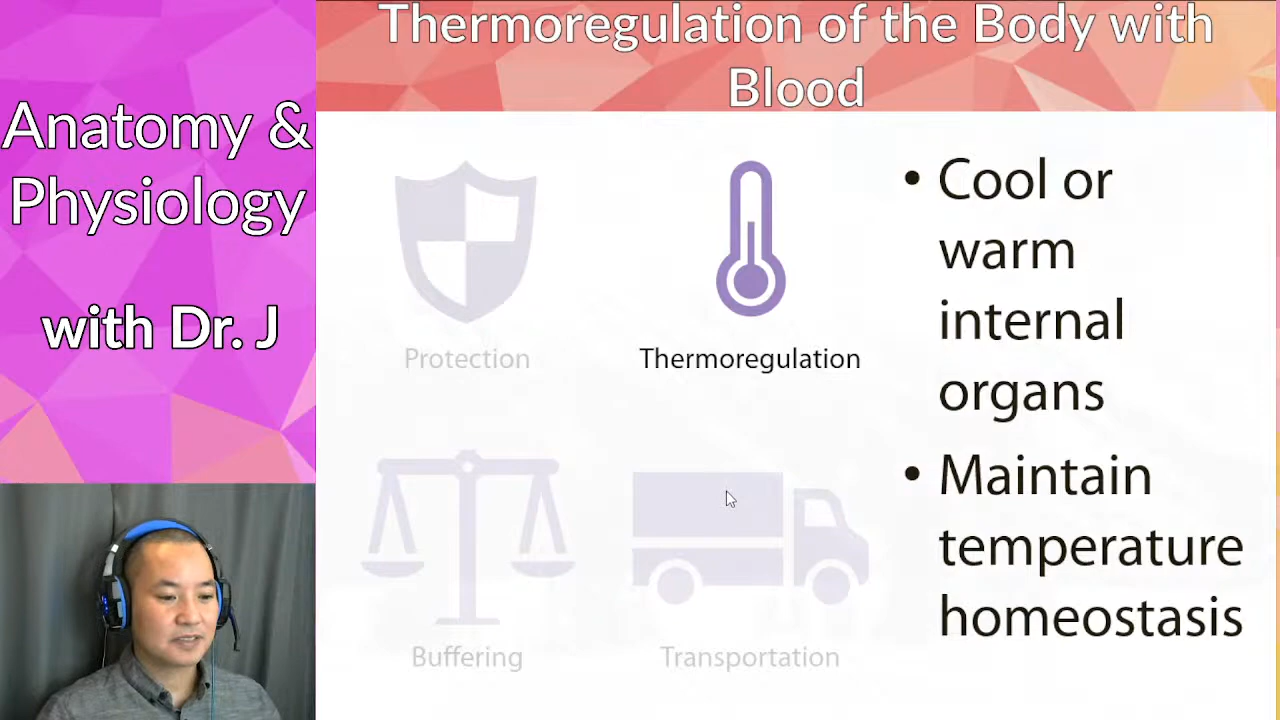 Thermoregulation of the Body with
Blood
Anatomy &
Physiology
with Dr. J
Protection
Thermoregulation
Buffering
Transportation
• Cool or
warm
internal
organs
• Maintain
temperature
homeostasis